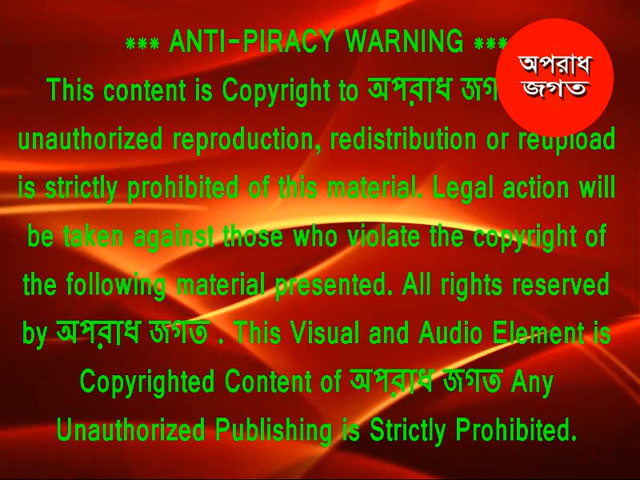 *** ANTI-PIRACY WARNING ***
This content is Copyright to অপরাধ জগ
unauthorized reproduction, redistribution or reupload
is strictly prohibited of this material. Legal action will
be taken against those who violate the copyright of
the following material presented. All rights reserved
by অপরাধ জগত . This Visual and Audio Element is
Copyrighted Content of অপরাধ জগত Any
Unauthorized Publishing is Strictly Prohibited.
অপরাধ
জগত